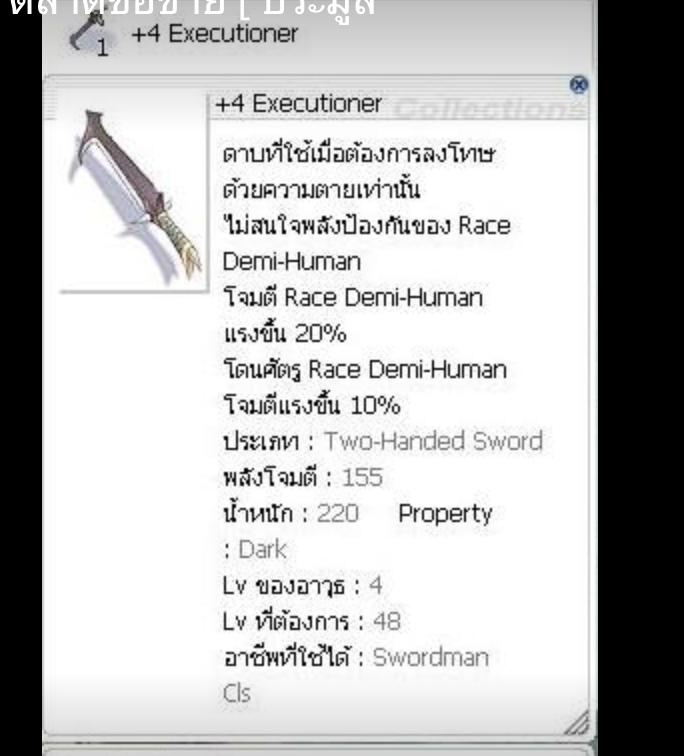 ตลาดซื้อขาย [ ประมูล
1
+4 Executioner
+4 Executioner
Collections
ดาบที่ใช้เมื่อต้องการลงโทษ
ด้วยความตายเท่านั้น
ไม่สนใจพลังป้องกันของ Race
Demi-Human
โจมตี Race Demi-Human
แรงขึ้น 20%
โดนศัตรู Race Demi-Human
โจมตีแรงขึ้น 10%
ประเภท : Two-Handed Sword
พลังโจมตี : 155
น้ำหนัก : 220 Property
: Dark
Lv ของอาวุธ : 4
Lv ที่ต้องการ : 48
อาชีพที่ใช้ได้ : Swordman
Cls